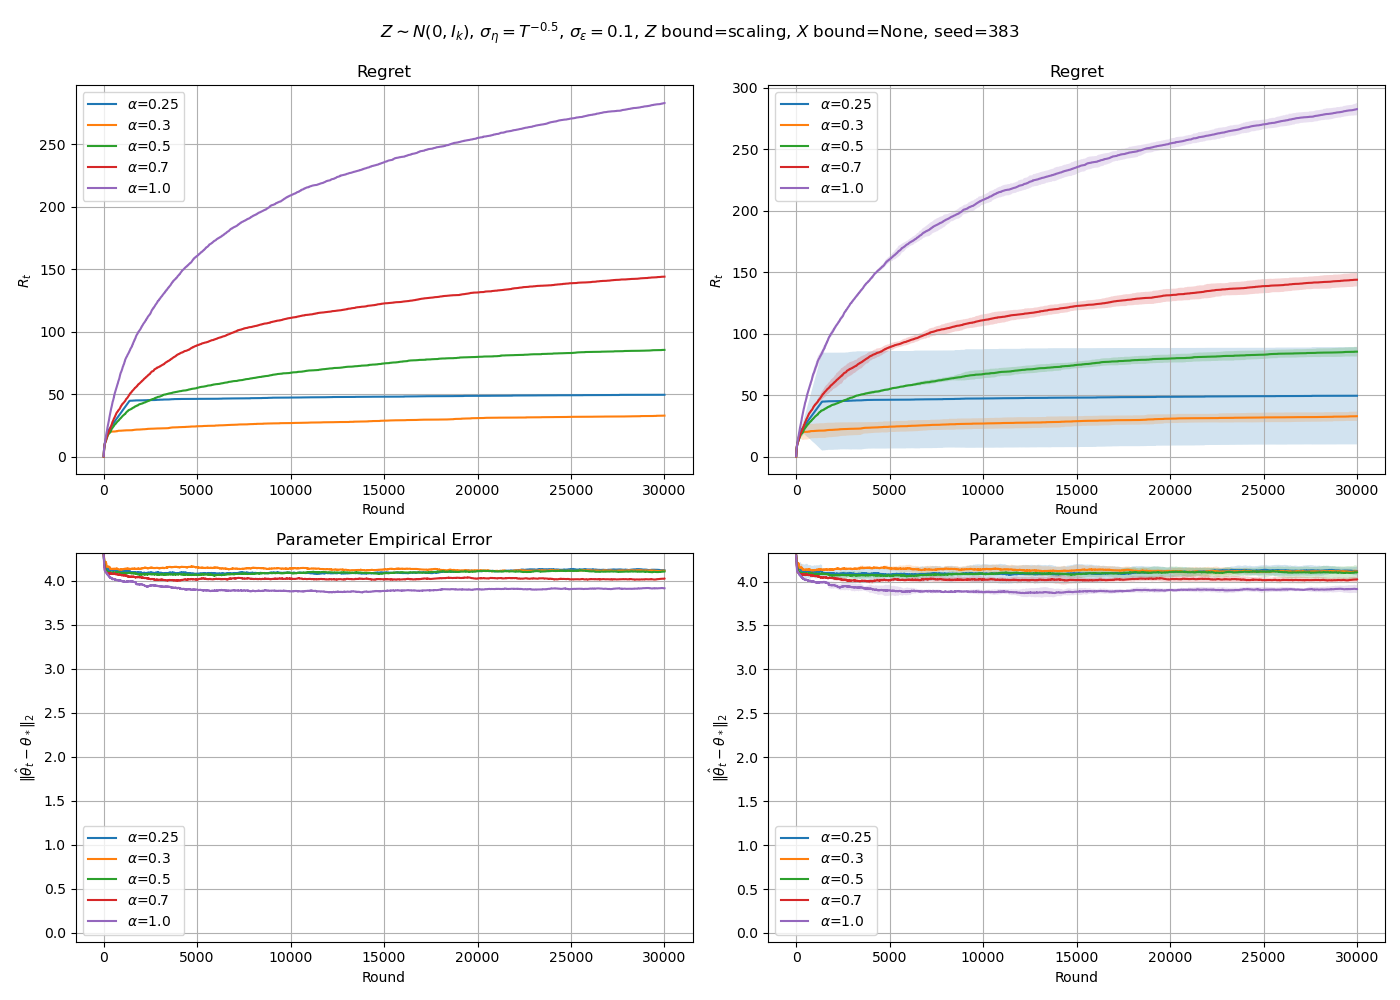 Z ∼ N(0, I_k), σ_η = T^{−0.5}, σ_ε = 0.1, Z bound=scaling, X bound=None, seed=383
Regret
R_t
250
200
150
100
50
0
α=0.25
α=0.3
α=0.5
α=0.7
α=1.0
0 5000 10000 15000 20000 25000 30000
Round
Regret
R_t
300
250
200
150
100
50
0
α=0.25
α=0.3
α=0.5
α=0.7
α=1.0
0 5000 10000 15000 20000 25000 30000
Round
Parameter Empirical Error
‖θ̂_t − θ_*‖_2
4.0
3.5
3.0
2.5
2.0
1.5
1.0
0.5
0.0
α=0.25
α=0.3
α=0.5
α=0.7
α=1.0
0 5000 10000 15000 20000 25000 30000
Round
Parameter Empirical Error
‖θ̂_t − θ_*‖_2
4.0
3.5
3.0
2.5
2.0
1.5
1.0
0.5
0.0
α=0.25
α=0.3
α=0.5
α=0.7
α=1.0
0 5000 10000 15000 20000 25000 30000
Round